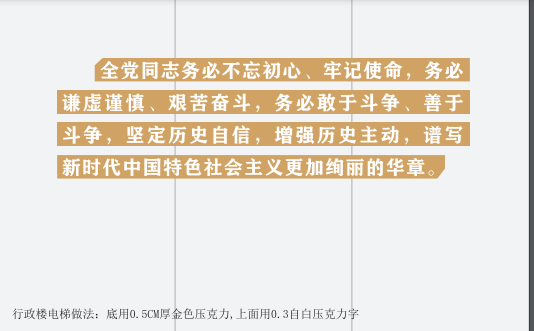 全党同志务必不忘初心、牢记使命，务必
谦虚谨慎、艰苦奋斗，务必敢于斗争、善于
斗争，坚定历史自信，增强历史主动，谱写
新时代中国特色社会主义更加绚丽的华章。
行政楼电梯做法：底用0.5CM厚金色压克力,上面用0.3自白压克力字